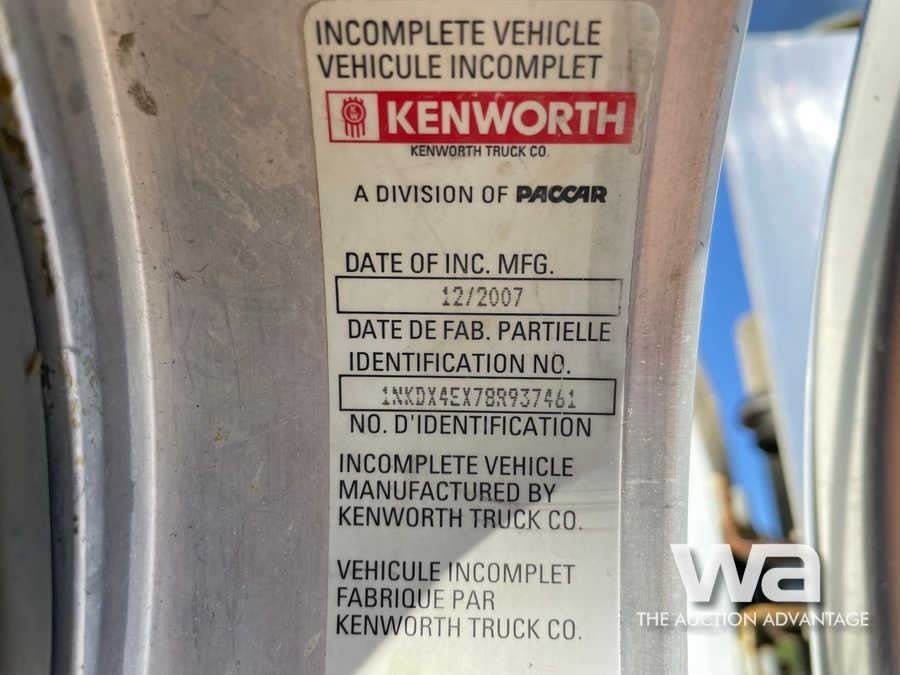 INCOMPLETE VEHICLE
VEHICULE INCOMPLET
KENWORTH
KENWORTH TRUCK CO.
A DIVISION OF PACCAR
DATE OF INC. MFG.
12/2007
DATE DE FAB. PARTIELLE
IDENTIFICATION NO.
1NKDX4EX78R937461
NO. D'IDENTIFICATION
INCOMPLETE VEHICLE
MANUFACTURED BY
KENWORTH TRUCK CO.
VEHICULE INCOMPLET
FABRIQUE PAR
KENWORTH TRUCK CO.
wa
THE AUCTION ADVANTAGE